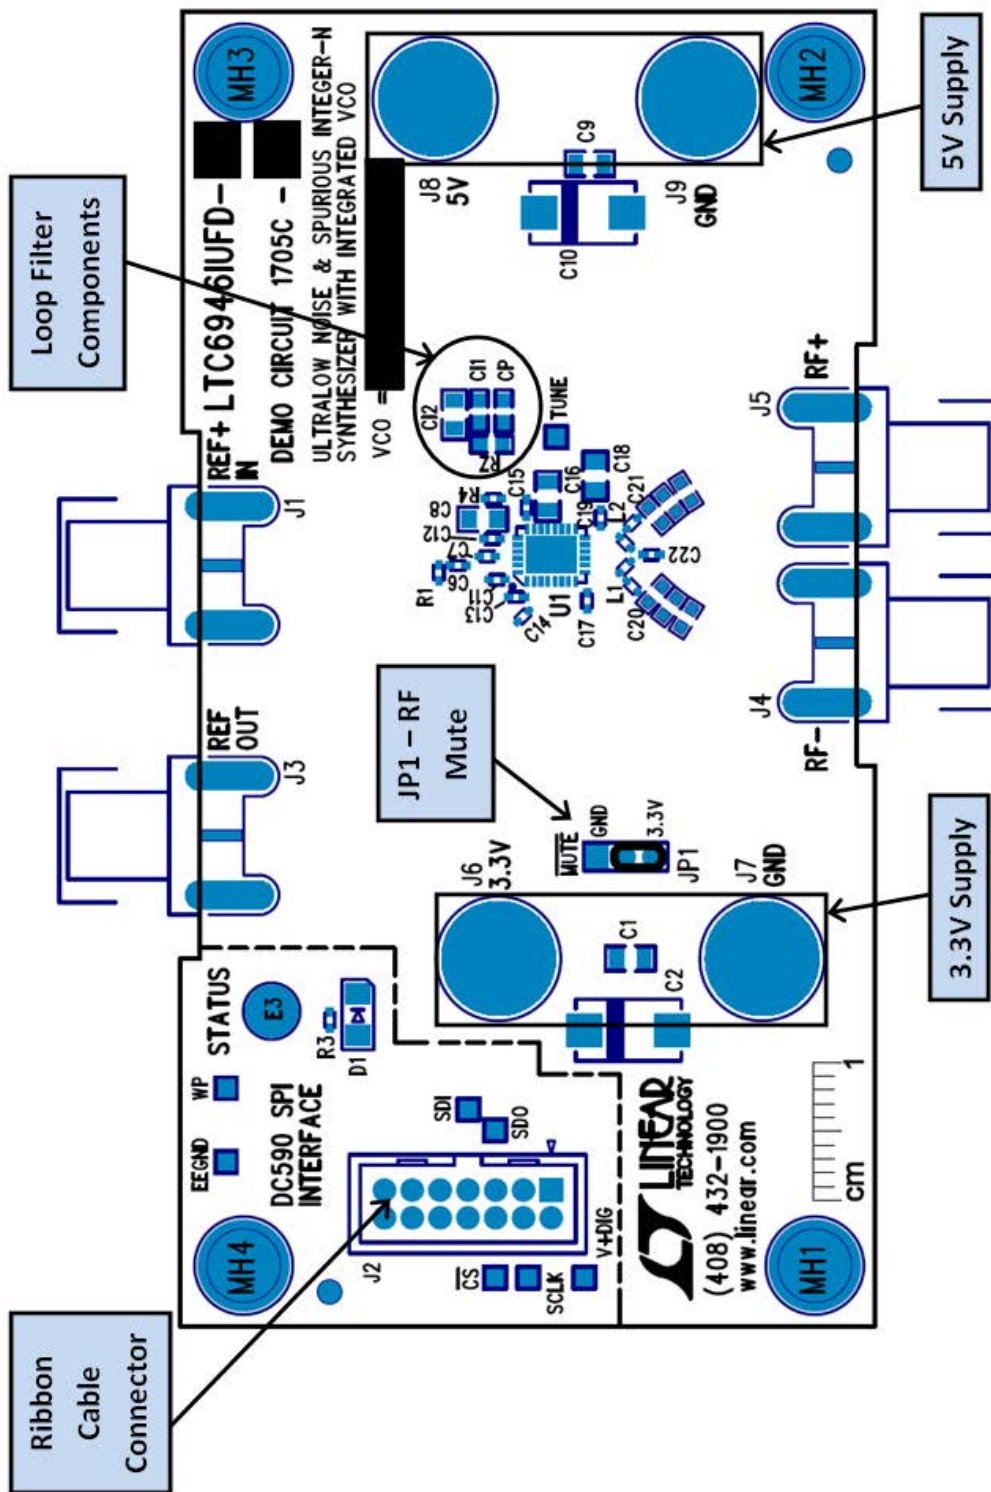 Ribbon
Cable
Connector
JP1 – RF
Mute
Loop Filter
Components
3.3V Supply
5V Supply
MH4
EEGND
WP
STATUS
E3
DC590 SPI
INTERFACE
R3
D1
J2
SDI
SDO
CS
SCLK
V+DIG
LINEAR
TECHNOLOGY
(408) 432-1900
www.linear.com
MH1
cm
1
J3
REF
OUT
J1
REF+
IN
LTC6946IUFD-
DEMO CIRCUIT 1705C -
ULTRALOW NOISE & SPURIOUS INTEGER-N
SYNTHESIZER WITH INTEGRATED VCO
VCO =
MH3
J6
3.3V
C1
C2
J7
GND
MUTE
GND
3.3V
JP1
R1
C6
C7
C12
C8
R4
C11
C13
C14
C15
U1
C17
C16
C19
C18
L1
L2
C20
C21
C22
CI2
CI1
CP
RZ
TUNE
J8
5V
C9
C10
J9
GND
MH2
RF-
J4
J5
RF+